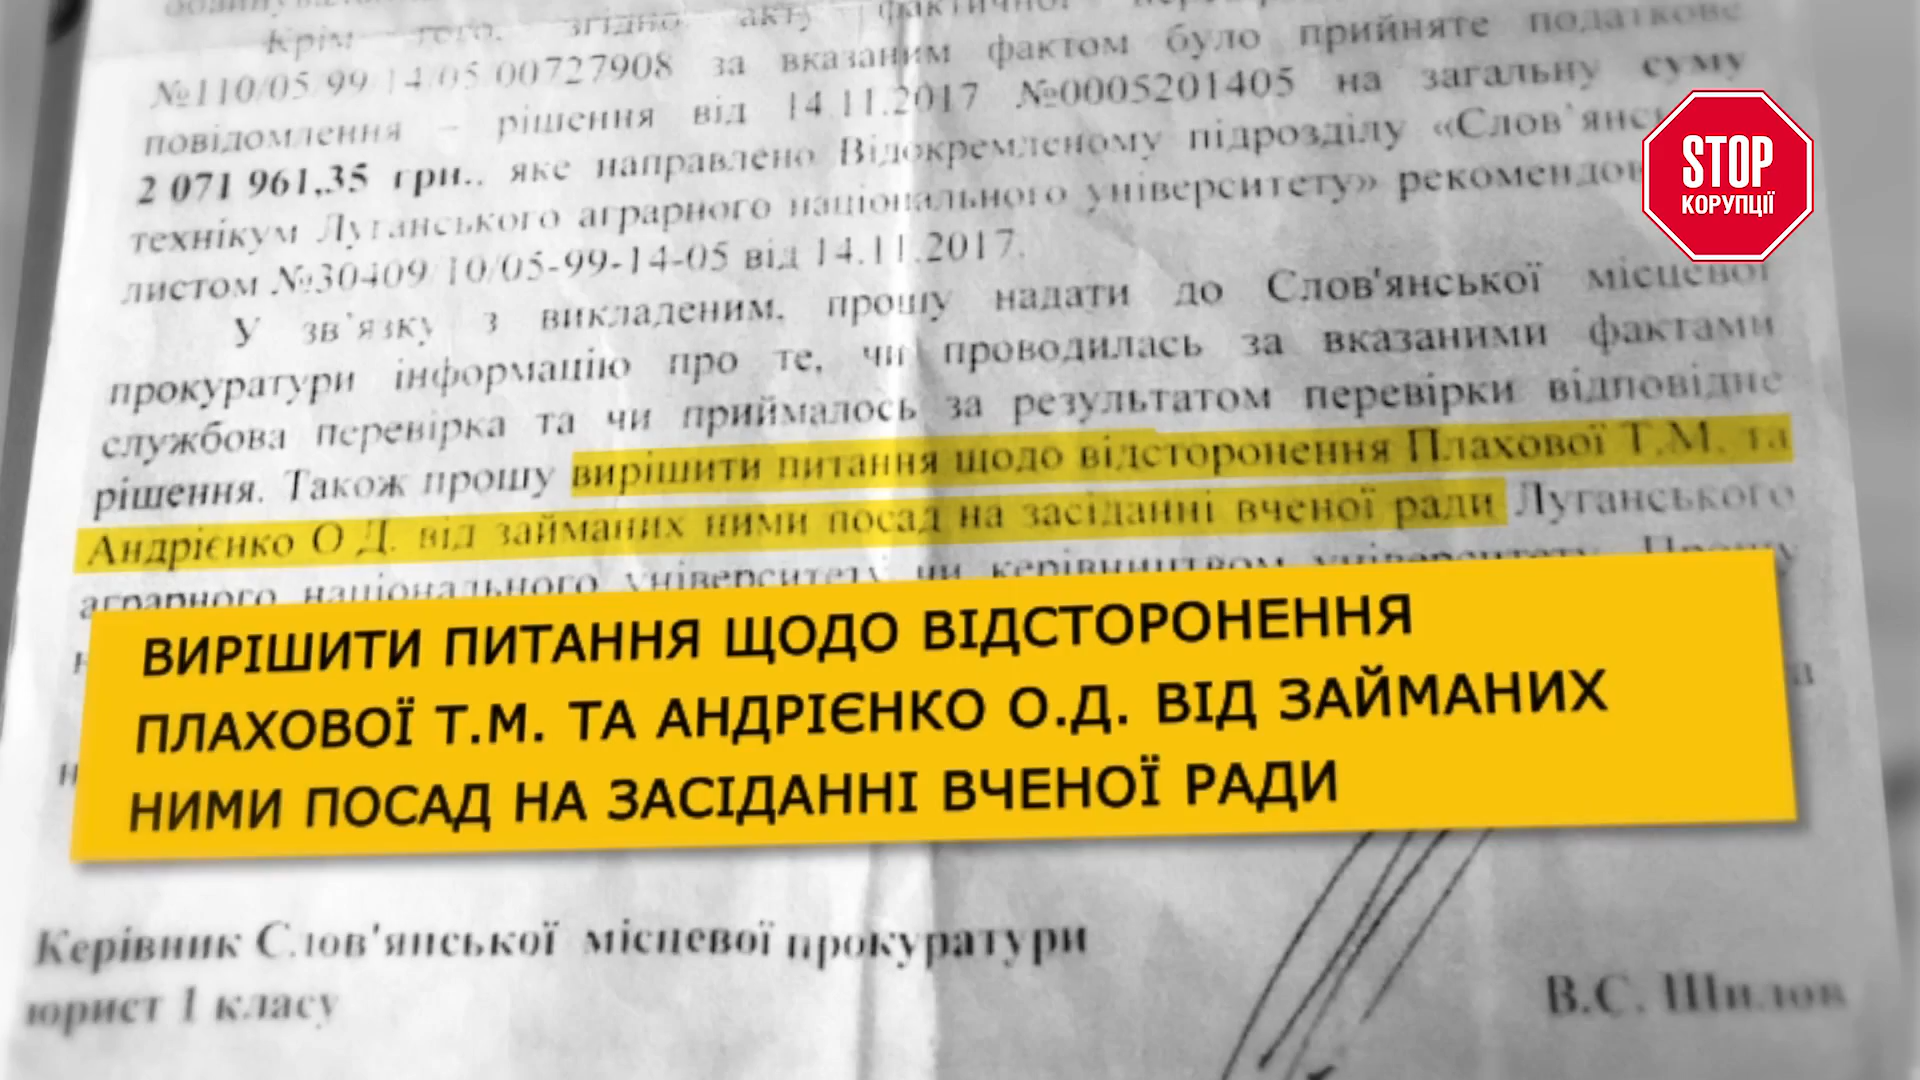 Крім того, згідно акту фактичної
№110/05/99/14/05/00727908 за вказаним фактом було прийняте податкове
повідомлення – рішення від 14.11.2017 №0005201405 на загальну суму
2 071 961,35 грн., яке направлено Відокремленому підрозділу «Слов`янс
технікум Луганського аграрного національного університету» рекомендов
листом №30409/10/05-99-14-05 від 14.11.2017.
У зв`язку з викладеним, прошу надати до Слов'янської місцевої
прокуратури інформацію про те, чи проводилась за вказаними фактами
службова перевірка та чи приймалось за результатом перевірки відповідне
рішення. Також прошу вирішити питання щодо відсторонення Плахової Т.М. та
Андрієнко О.Д. від займаних ними посад на засіданні вченої ради Луганського
аграрного національного університету чи керівництвом університету. Прошу
ВИРІШИТИ ПИТАННЯ ЩОДО ВІДСТОРОНЕННЯ
ПЛАХОВОЇ Т.М. ТА АНДРІЄНКО О.Д. ВІД ЗАЙМАНИХ
НИМИ ПОСАД НА ЗАСІДАННІ ВЧЕНОЇ РАДИ
Керівник Слов'янської місцевої прокуратури
юрист 1 класу
В.С. Шилов
STOP
КОРУПЦІЇ